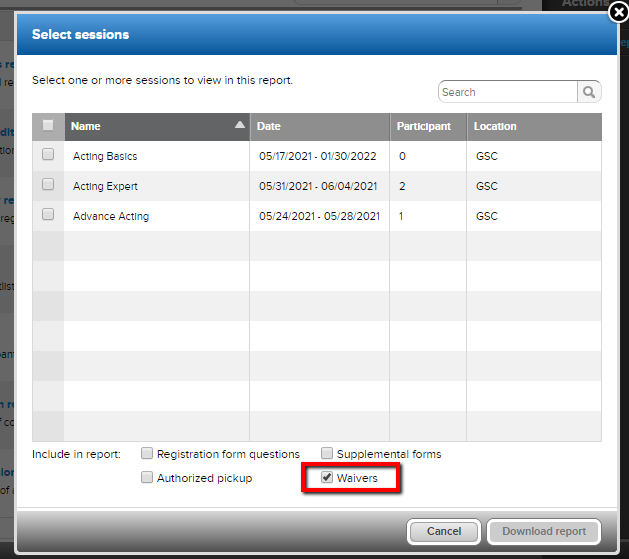 Actions
Select sessions
Select one or more sessions to view in this report.
Search
Name Date Participant Location
Acting Basics 05/17/2021 - 01/30/2022 0 GSC
Acting Expert 05/31/2021 - 06/04/2021 2 GSC
Advance Acting 05/24/2021 - 05/28/2021 1 GSC
Include in report: Registration form questions Supplemental forms
Authorized pickup Waivers
Cancel Download report